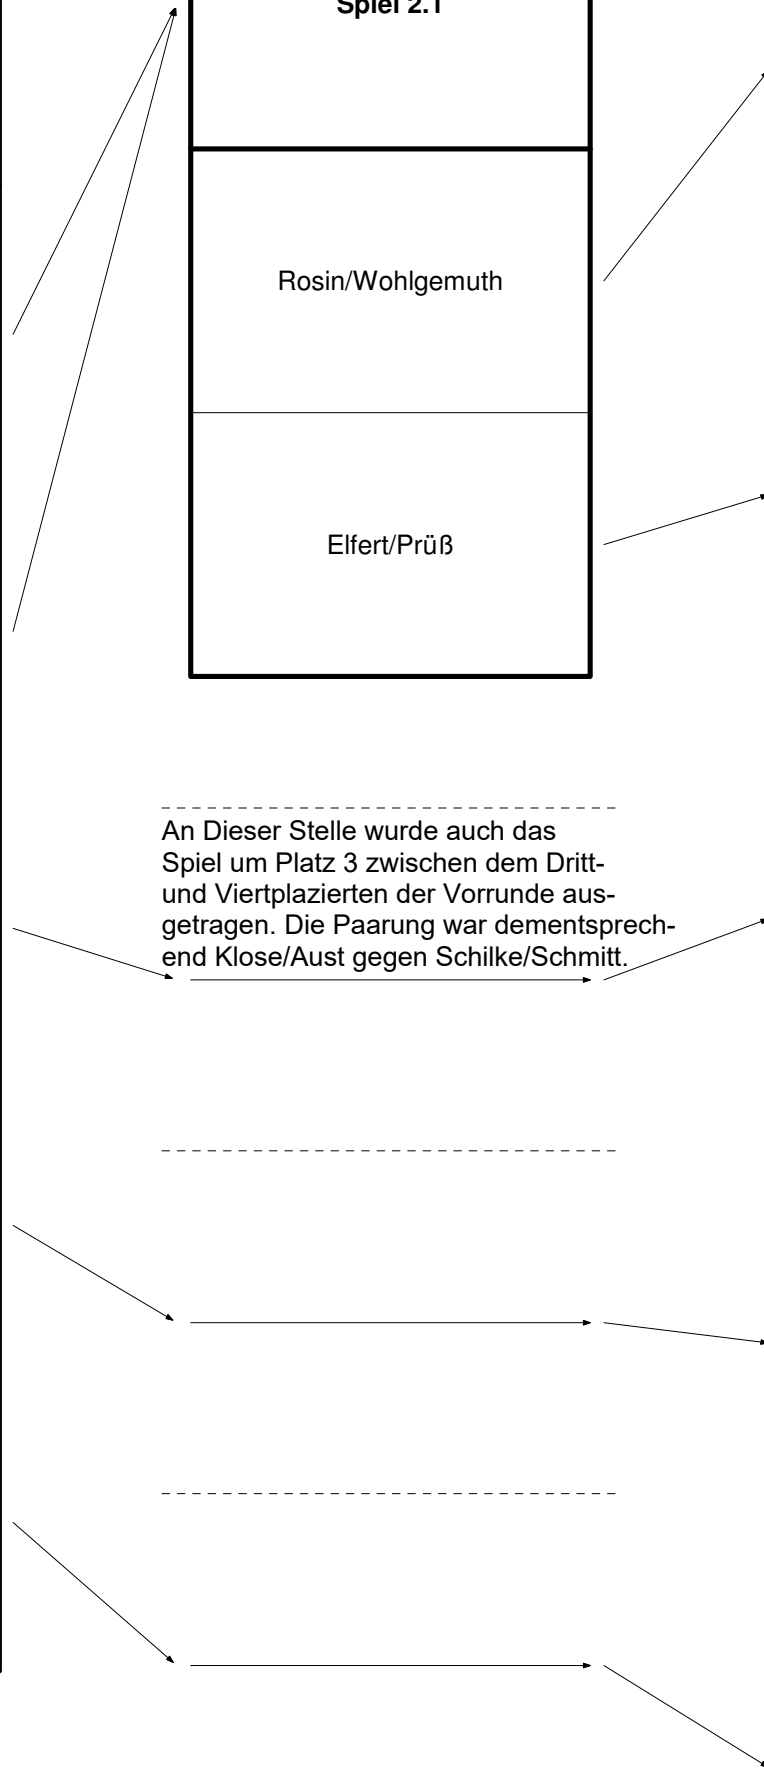 Spiel 2.1
Rosin/Wohlgemuth
Elfert/Prüß
An Dieser Stelle wurde auch das
Spiel um Platz 3 zwischen dem Dritt-
und Viertplazierten der Vorrunde aus-
getragen. Die Paarung war dementsprech-
end Klose/Aust gegen Schilke/Schmitt.